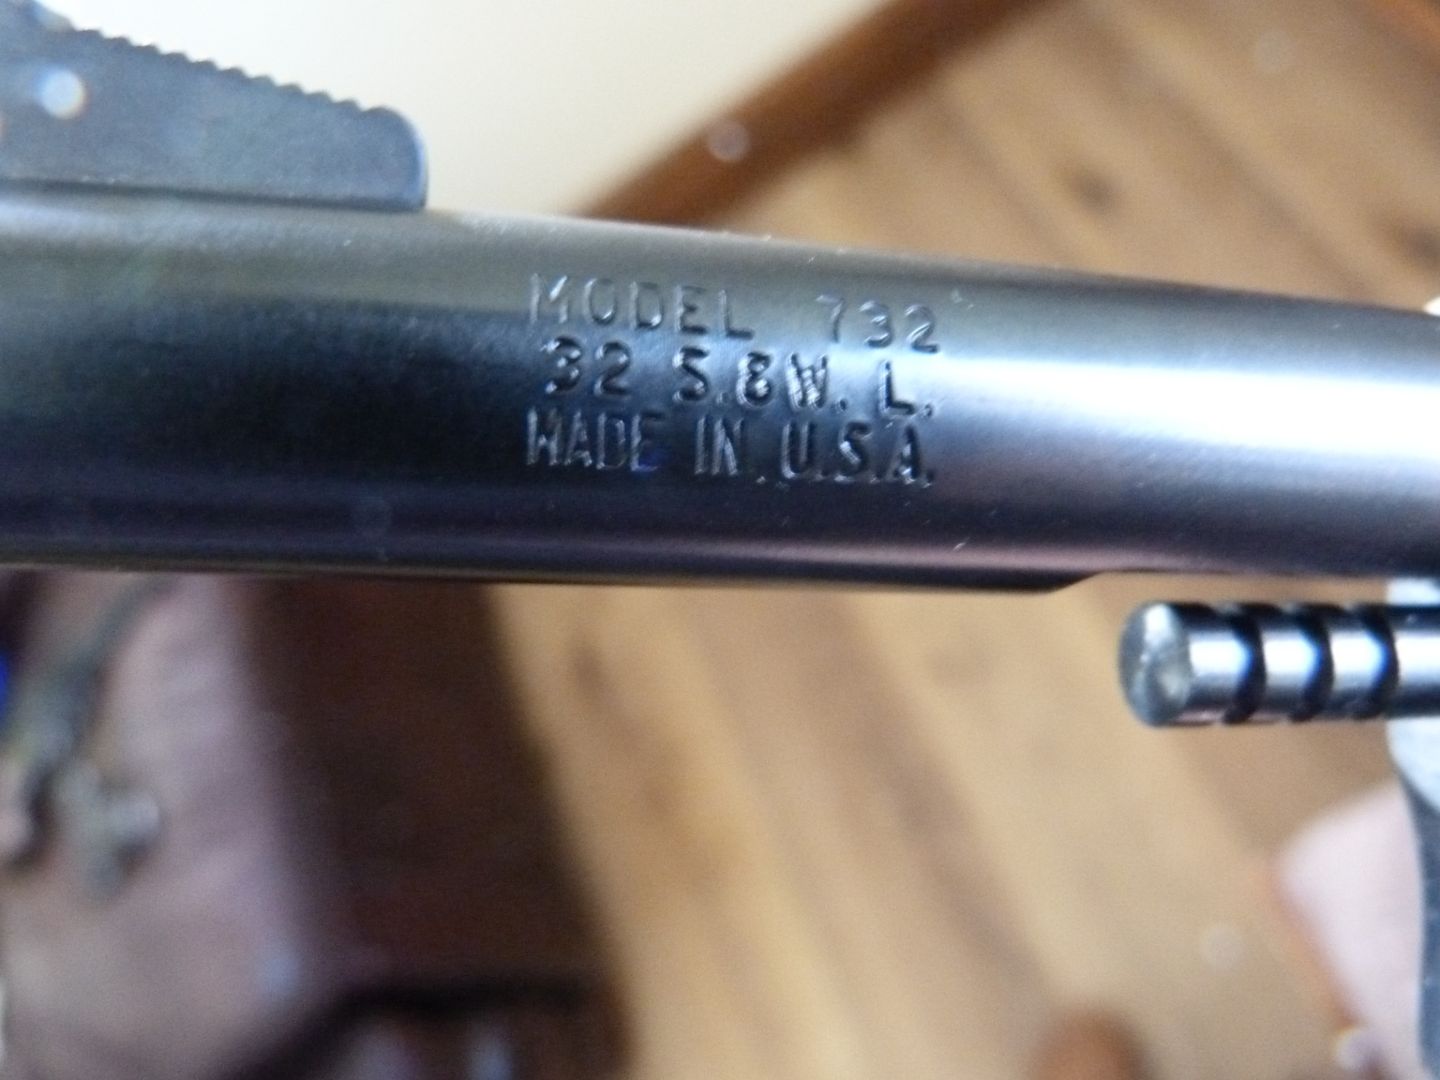 MODEL 732
32 S.&W. L.
MADE IN U.S.A.